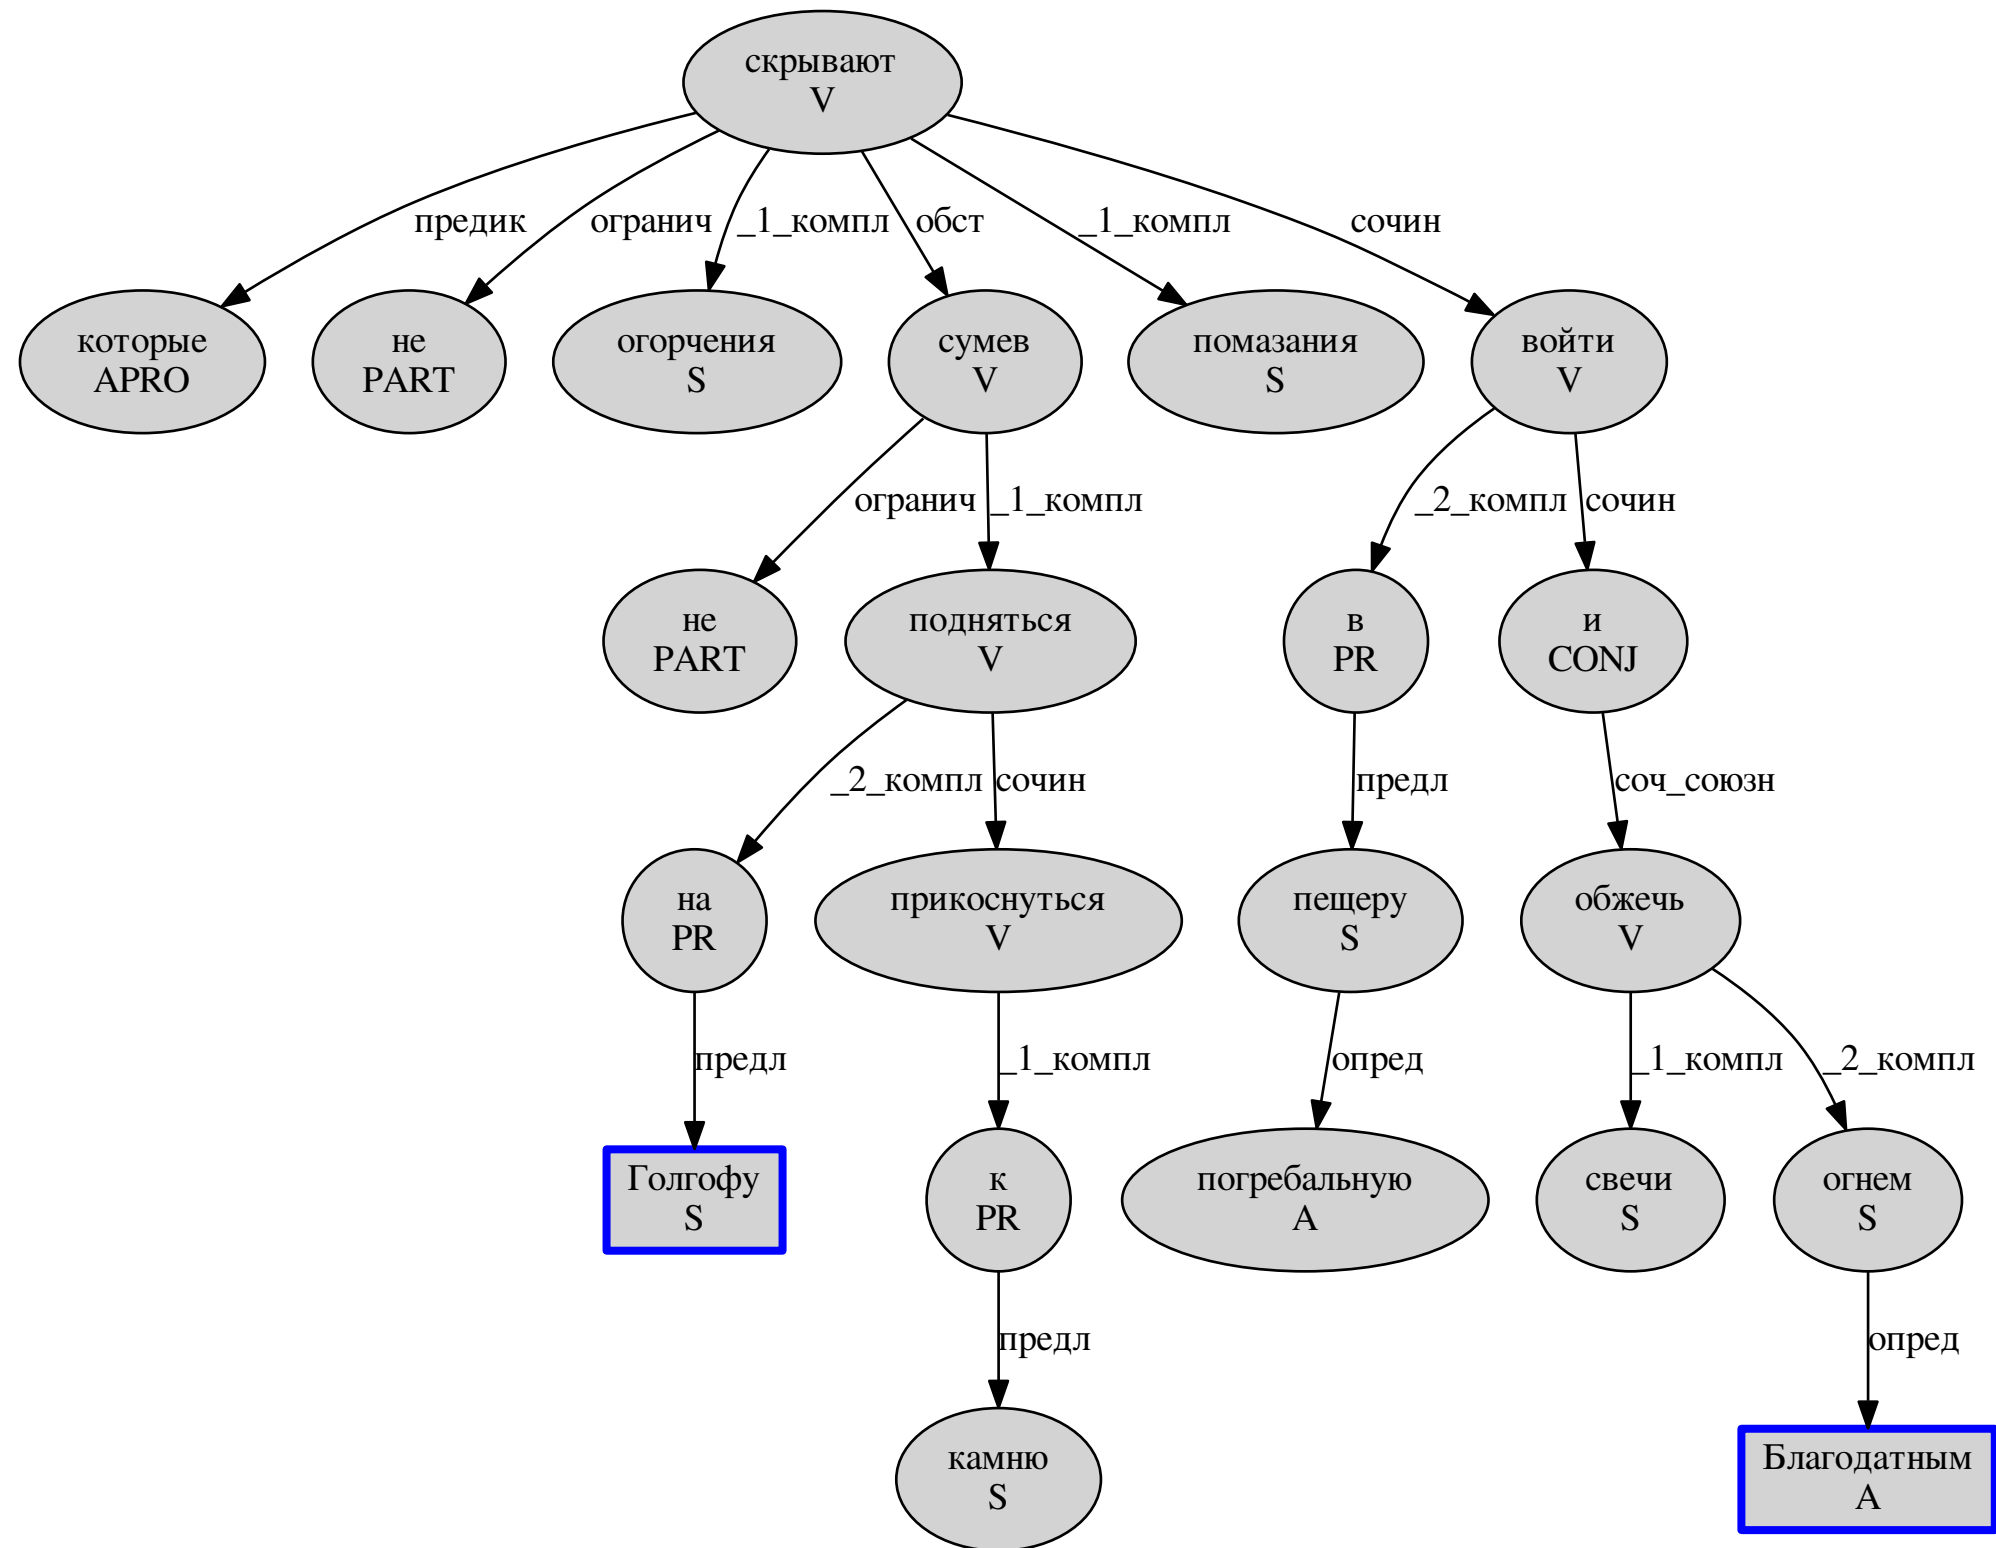 скрывают
V
предик
огранич
_1_компл
обст
_1_компл
сочин
которые
APRO
не
PART
огорчения
S
сумев
V
помазания
S
войти
V
огранич
_1_компл
_2_компл
сочин
не
PART
подняться
V
в
PR
и
CONJ
_2_компл
сочин
предл
соч_союзн
на
PR
прикоснуться
V
пещеру
S
обжечь
V
предл
_1_компл
опред
_1_компл
_2_компл
Голгофу
S
к
PR
погребальную
A
свечи
S
огнем
S
предл
опред
камню
S
Благодатным
A